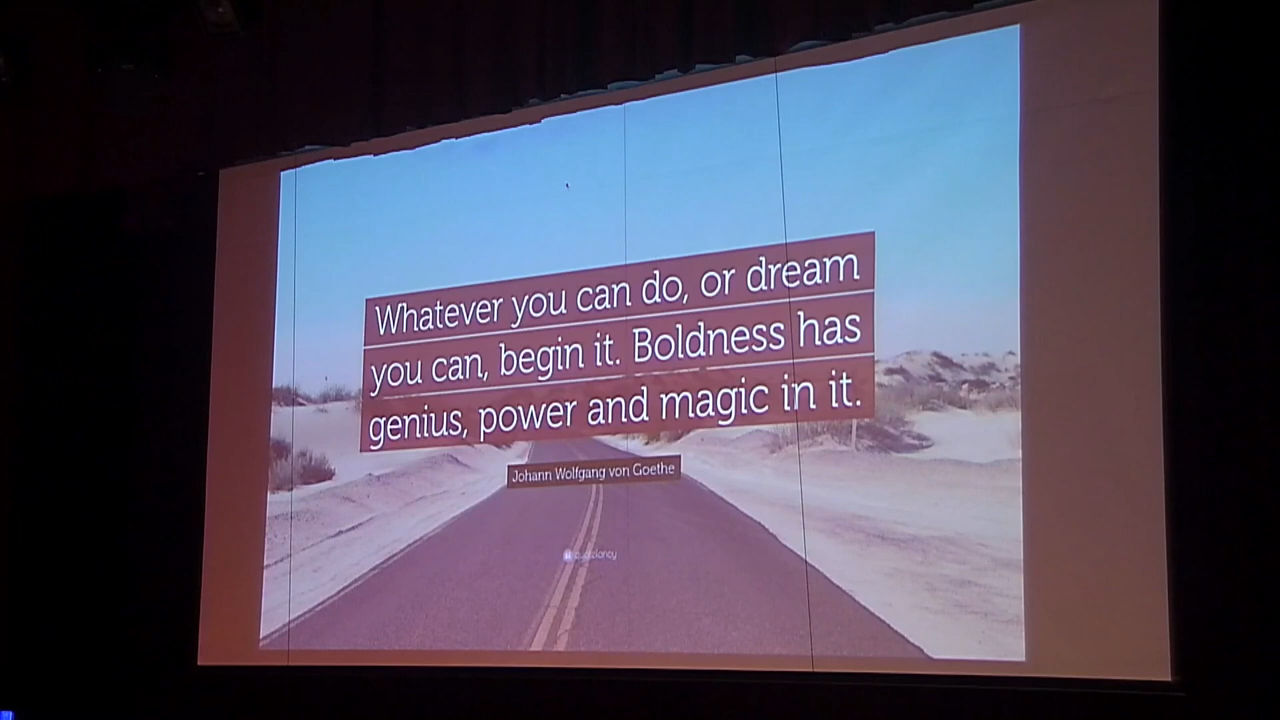 Whatever you can do, or dream
you can, begin it. Boldness has
genius, power and magic in it.
Johann Wolfgang von Goethe
quotefancy